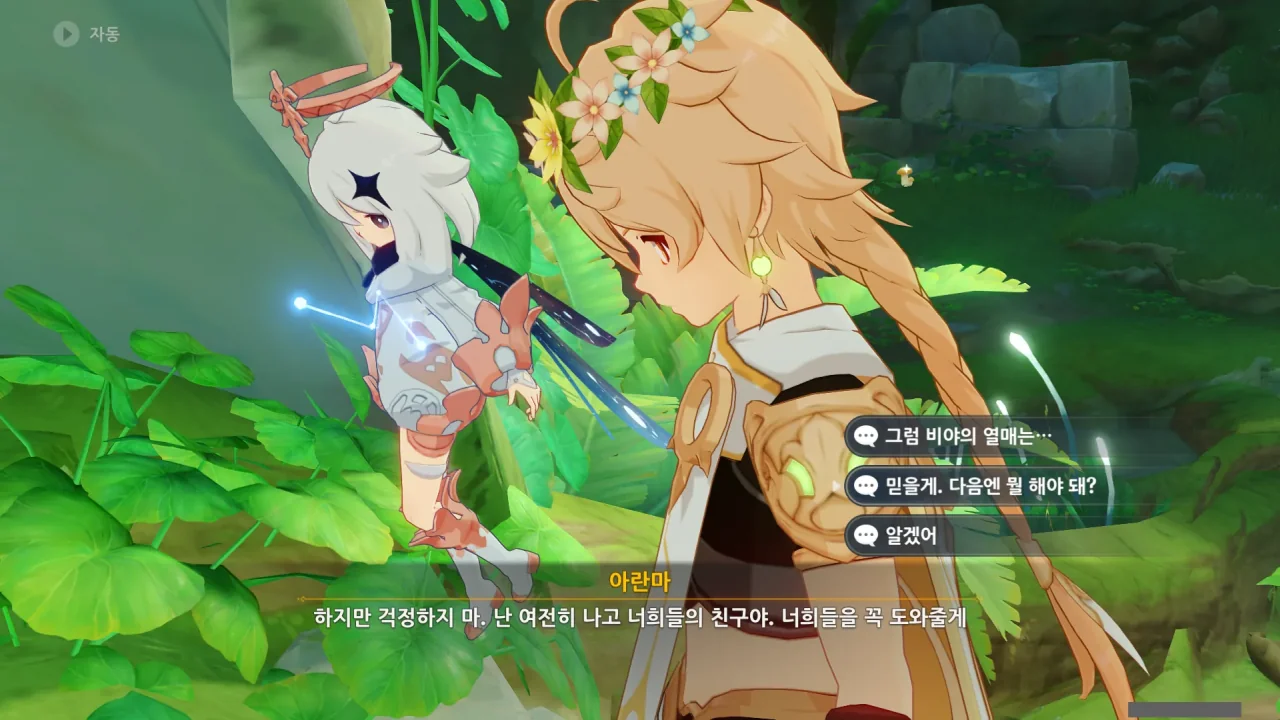 자동
그럼 비야의 열매는…
믿을게. 다음엔 뭘 해야 돼?
알겠어
아란마
하지만 걱정하지 마. 난 여전히 나고 너희들의 친구야. 너희들을 꼭 도와줄게